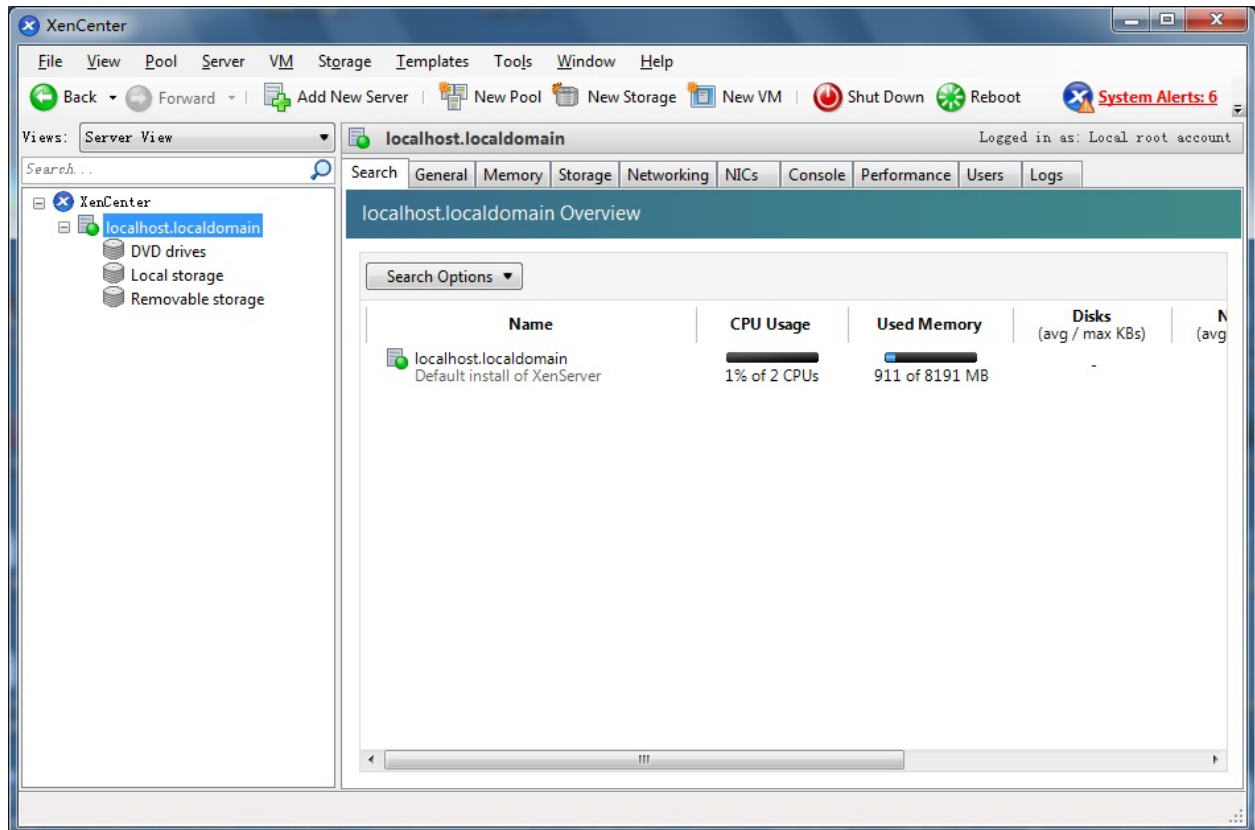 XenCenter
File View Pool Server VM Storage Templates Tools Window Help
Back Forward Add New Server New Pool New Storage New VM Shut Down Reboot System Alerts: 6
Views: Server View
localhost.localdomain Logged in as: Local root account
Search...
Search General Memory Storage Networking NICs Console Performance Users Logs
XenCenter
localhost.localdomain
DVD drives
Local storage
Removable storage
localhost.localdomain Overview
Search Options
Name CPU Usage Used Memory Disks N
(avg / max KBs) (avg
localhost.localdomain
Default install of XenServer 1% of 2 CPUs 911 of 8191 MB -